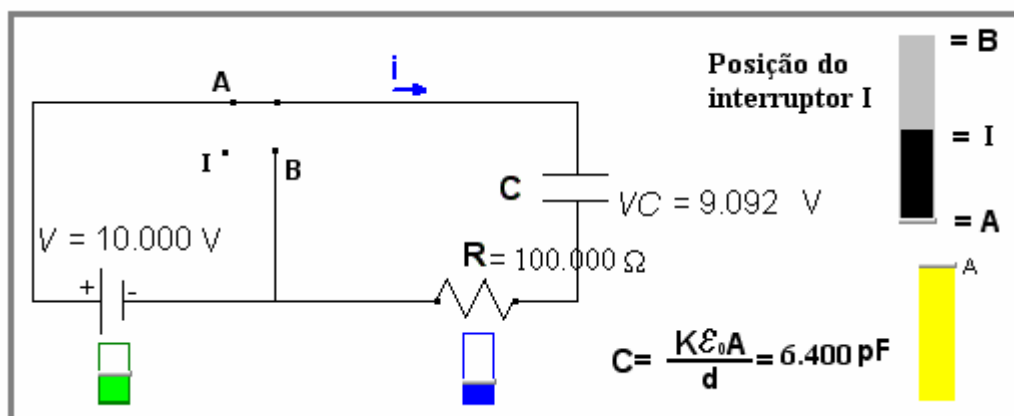 i
A
Posição do
interruptor I
= B
= I
= A
I
B
C
VC = 9.092 V
V = 10.000 V
R = 100.000 Ω
+ -
A
C= Kε₀A/d = 6.400 pF